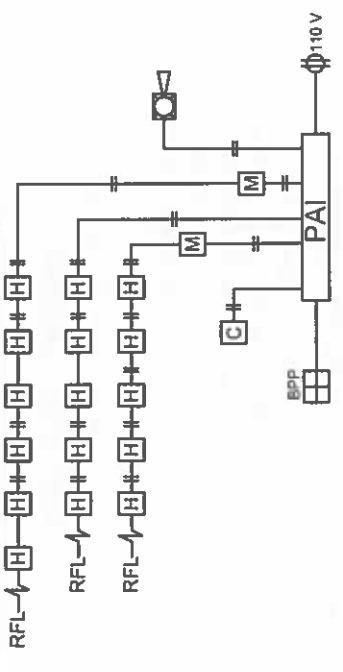 RFL H H H H H H
RFL H H H H H
RFL H H H H H
M
M
C
BPP
PAI
110 V